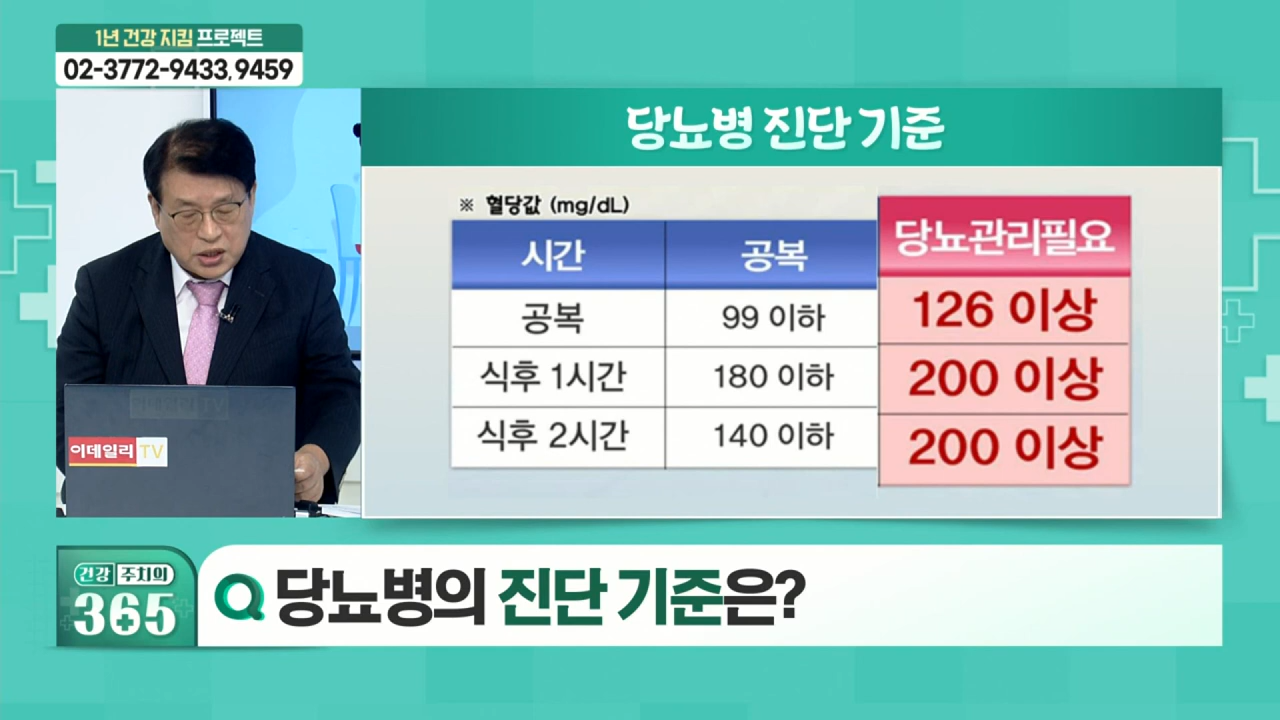 1년 건강 지킴 프로젝트
02-3772-9433, 9459
당뇨병 진단 기준
※ 혈당값 (mg/dL)
시간 공복 당뇨관리필요
공복 99 이하 126 이상
식후 1시간 180 이하 200 이상
식후 2시간 140 이하 200 이상
이데일리 TV
건강 주치의
365
Q 당뇨병의 진단 기준은?